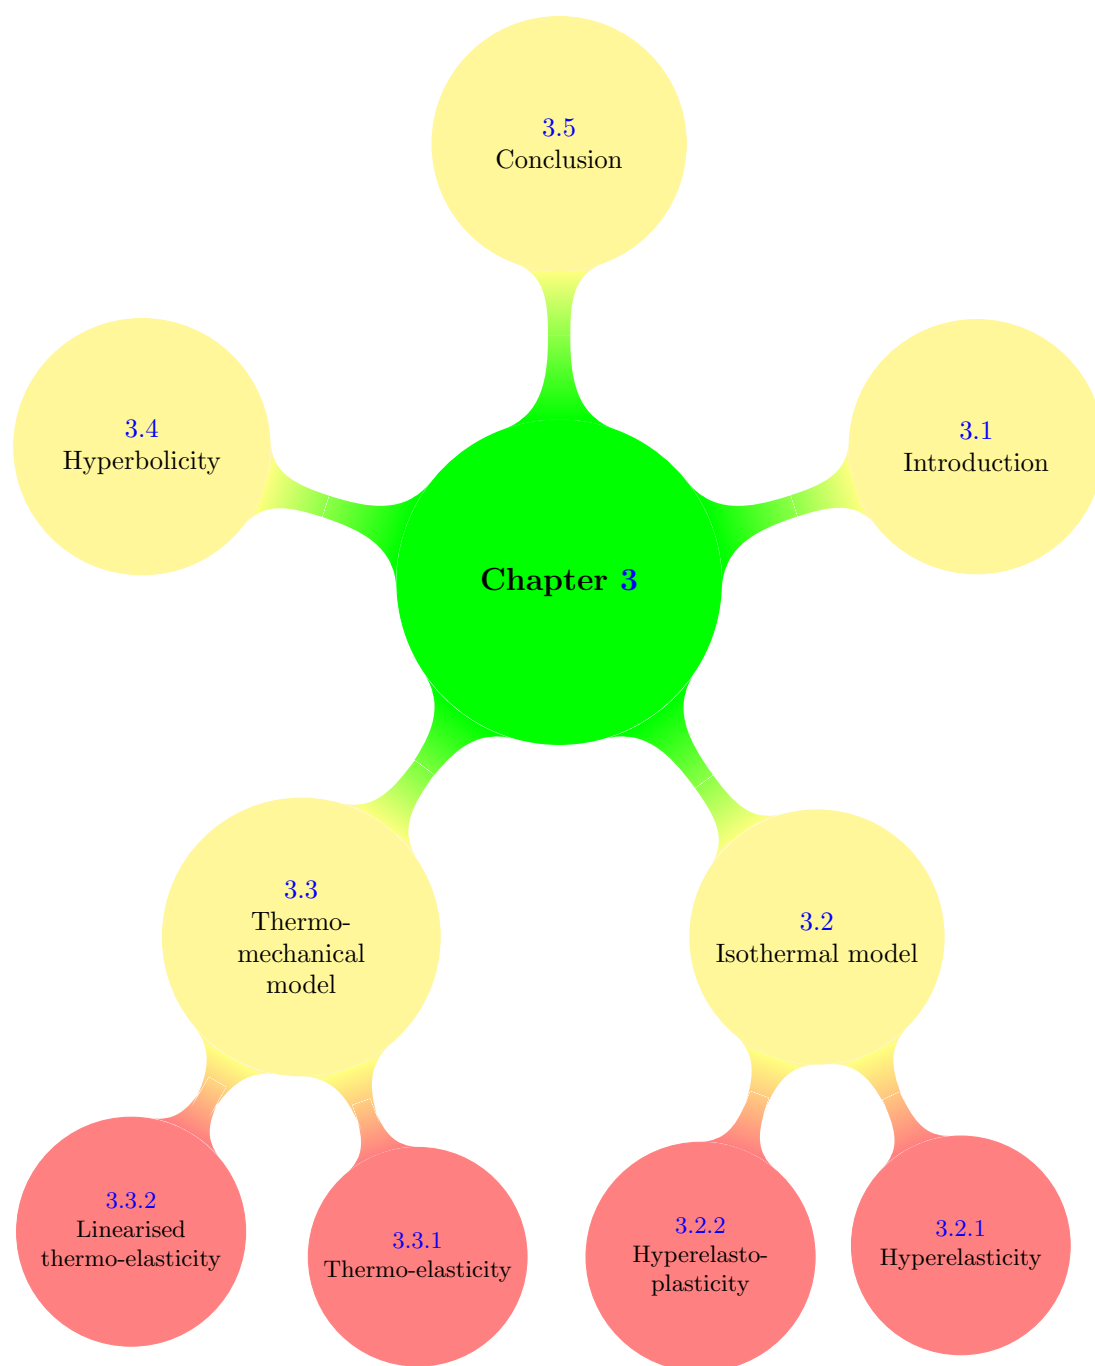 3.5
Conclusion
3.4
Hyperbolicity
3.1
Introduction
Chapter 3
3.3
Thermo-
mechanical
model
3.2
Isothermal model
3.3.2
Linearised
thermo-elasticity
3.3.1
Thermo-elasticity
3.2.2
Hyperelasto-
plasticity
3.2.1
Hyperelasticity